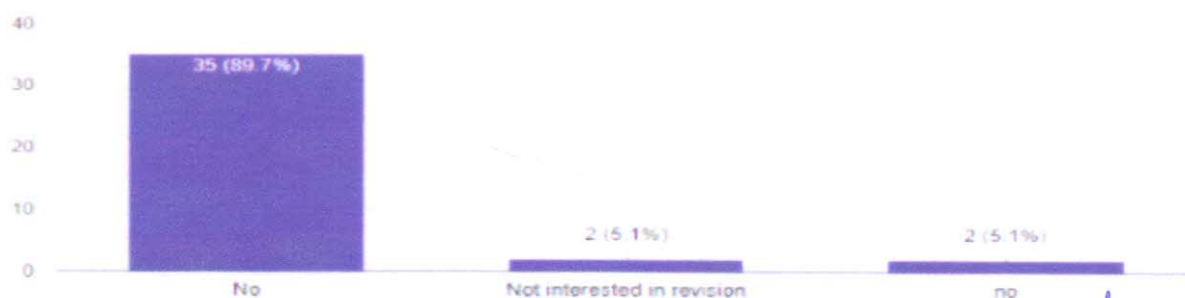 40
35 (89.7%)
30
20
10
2 (5.1%)
2 (5.1%)
0
No
Not interested in revision
no